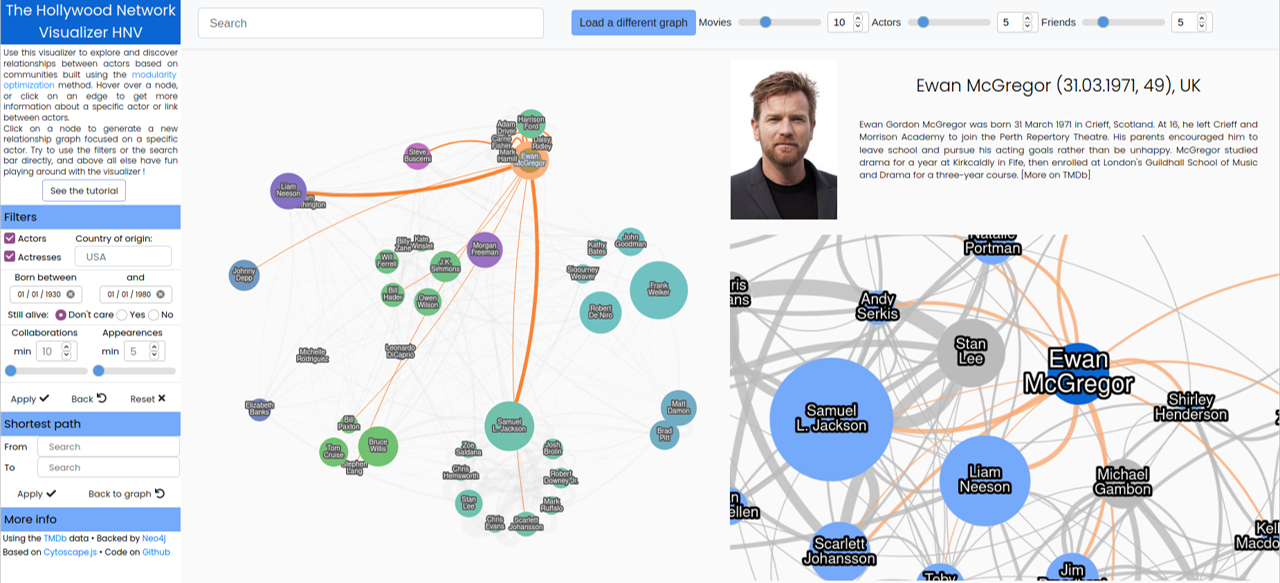 The Hollywood Network
Visualizer HNV
Use this visualizer to explore and discover
relationships between actors based on
communities built using the modularity
optimization method. Hover over a node,
or click on an edge to get more
information about a specific actor or link
between actors.
Click on a node to generate a new
relationship graph focused on a specific
actor. Try to use the filters or the search
bar directly, and above all else have fun
playing around with the visualizer !
See the tutorial
Filters
Actors
Actresses
Country of origin:
USA
Born between and
01 / 01 / 1930 01 / 01 / 1980
Still alive: Don't care Yes No
Collaborations Appearences
min 10 min 5
Apply Back Reset
Shortest path
From Search
To Search
Apply Back to graph
More info
Using the TMDb data • Backed by Neo4j
Based on Cytoscape.js • Code on Github
Search
Load a different graph Movies 10 Actors 5 Friends 5
Harrison
Ford
Adam
Driver
Carrie
Fisher
Daisy
Ridley
Mark
Hamill
Ewan
McGregor
Steve
Buscemi
Liam
Neeson
Johnny
Depp
Billy
Zane
Kate
Winslet
Will
Ferrell
J.K.
Simmons
Morgan
Freeman
Bill
Hader
Owen
Wilson
Kathy
Bates
John
Goodman
Sigourney
Weaver
Frank
Welker
Robert
De Niro
Michelle
Rodriguez
Leonardo
DiCaprio
Elizabeth
Banks
Bill
Paxton
Tom
Cruise
Bruce
Willis
Stephen
Lang
Samuel
L. Jackson
Matt
Damon
Brad
Pitt
Zoe
Saldana
Josh
Brolin
Chris
Hemsworth
Robert
Downey Jr.
Stan
Lee
Mark
Ruffalo
Chris
Evans
Scarlett
Johansson
Ewan McGregor (31.03.1971, 49), UK
Ewan Gordon McGregor was born 31 March 1971 in Crieff, Scotland. At 16, he left Crieff and
Morrison Academy to join the Perth Repertory Theatre. His parents encouraged him to
leave school and pursue his acting goals rather than be unhappy. McGregor studied
drama for a year at Kirkcaldly in Fife, then enrolled at London's Guildhall School of Music
and Drama for a three-year course. [More on TMDb]
Natalie
Portman
ris
ans
Andy
Serkis
Stan
Lee
Ewan
McGregor
Shirley
Henderson
Samuel
L. Jackson
Liam
Neeson
Michael
Gambon
n
ellen
Scarlett
Johansson
Kel
Macdo
Toby
Jim